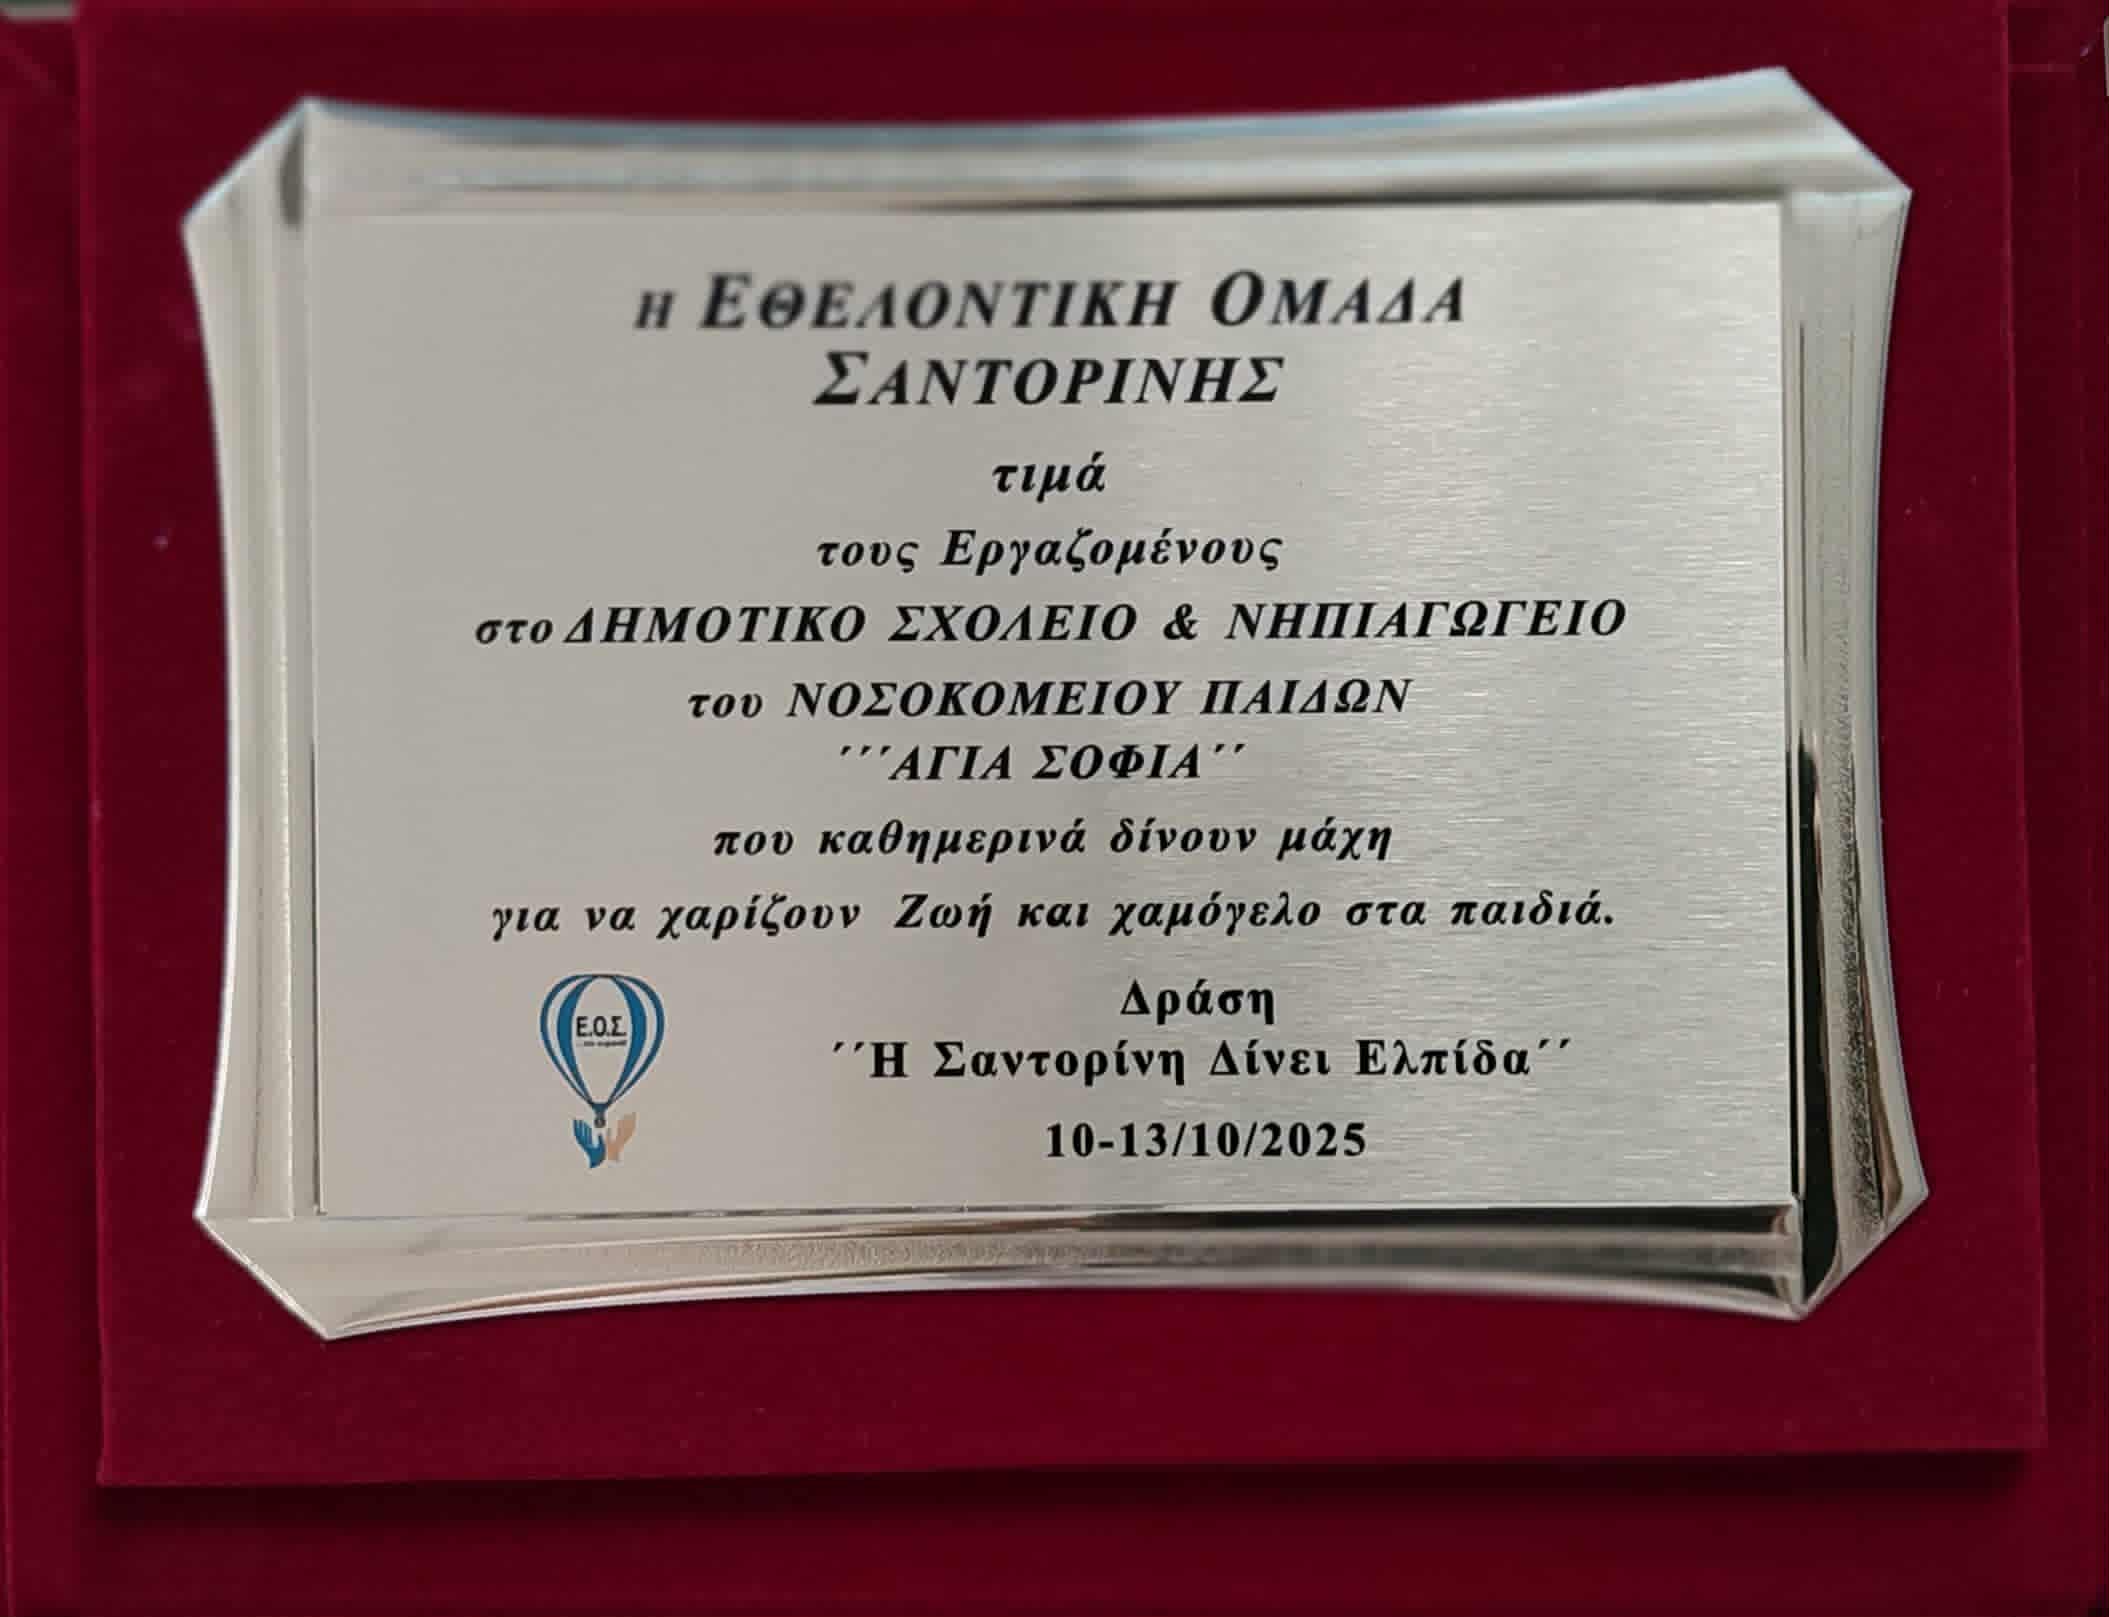 η ΕΘΕΛΟΝΤΙΚΗ ΟΜΑΔΑ
ΣΑΝΤΟΡΙΝΗΣ
τιμά
τους Εργαζομένους
στο ΔΗΜΟΤΙΚΟ ΣΧΟΛΕΙΟ & ΝΗΠΙΑΓΩΓΕΙΟ
του ΝΟΣΟΚΟΜΕΙΟΥ ΠΑΙΔΩΝ
΄΄΄ΑΓΙΑ ΣΟΦΙΑ΄΄
που καθημερινά δίνουν μάχη
για να χαρίζουν Ζωή και χαμόγελο στα παιδιά.
Ε.Ο.Σ.
Δράση
΄΄Η Σαντορίνη Δίνει Ελπίδα΄΄
10-13/10/2025